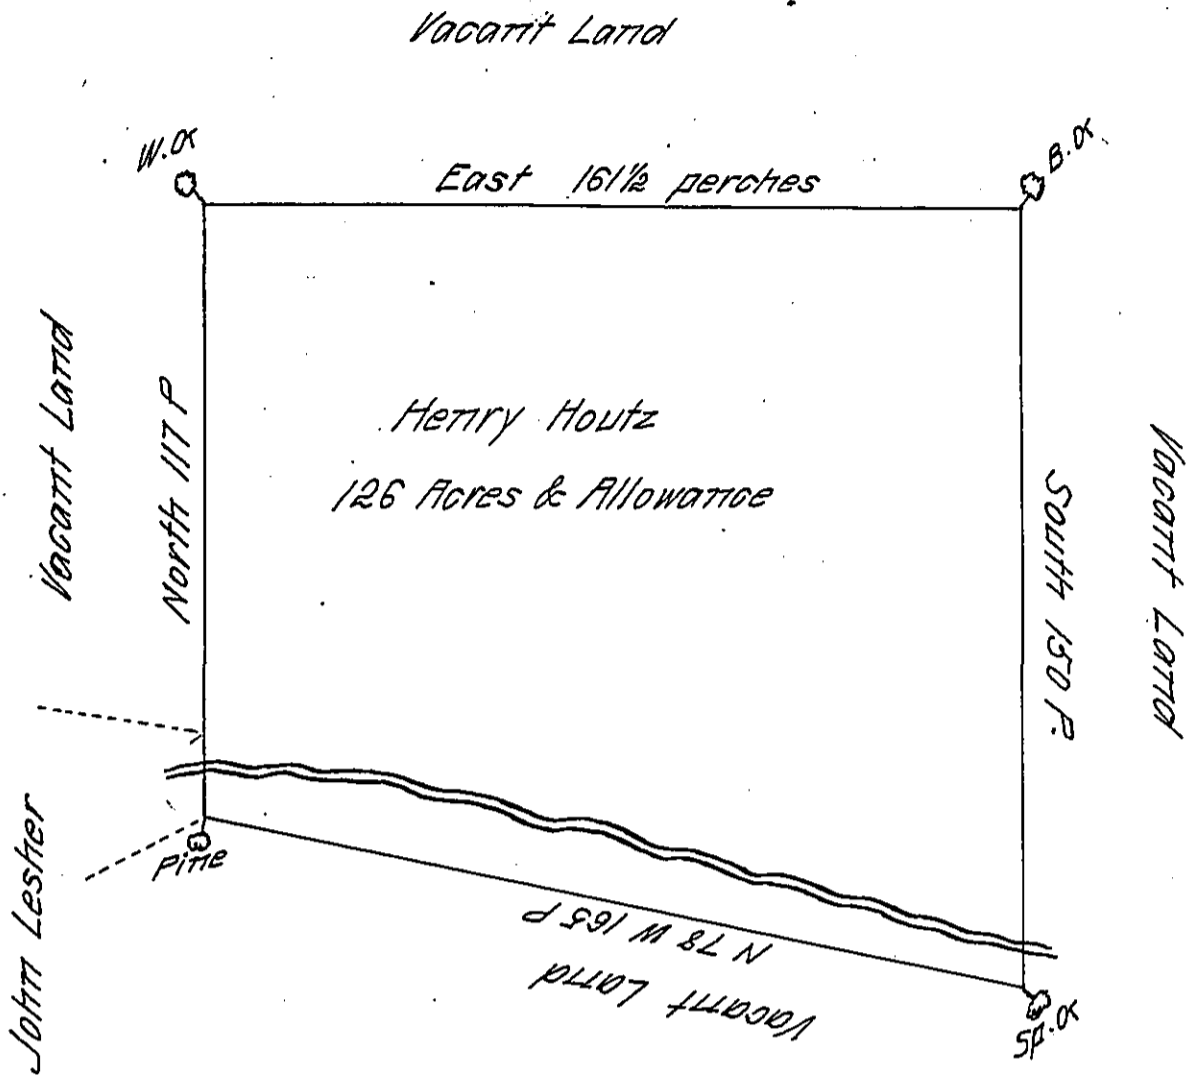 Vacant Land
W.O
B.O
East 161½ perches
Vacant Land
North 117 P
Henry Houtz
126 Acres & Allowance
South 150 P.
Vacant Land
John Lesher
Pine
N 78 W 165 P
Vacant Land
Sp.O